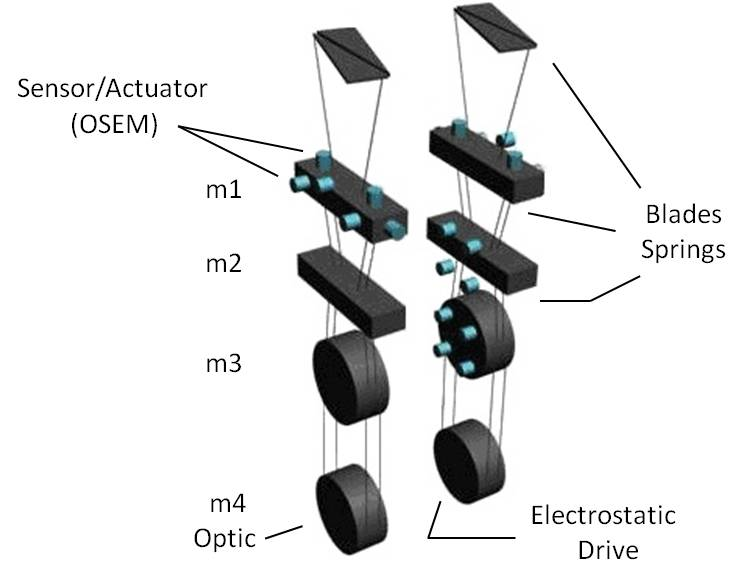 Sensor/Actuator
(OSEM)
m1
m2
m3
m4
Optic
Blades
Springs
Electrostatic
Drive